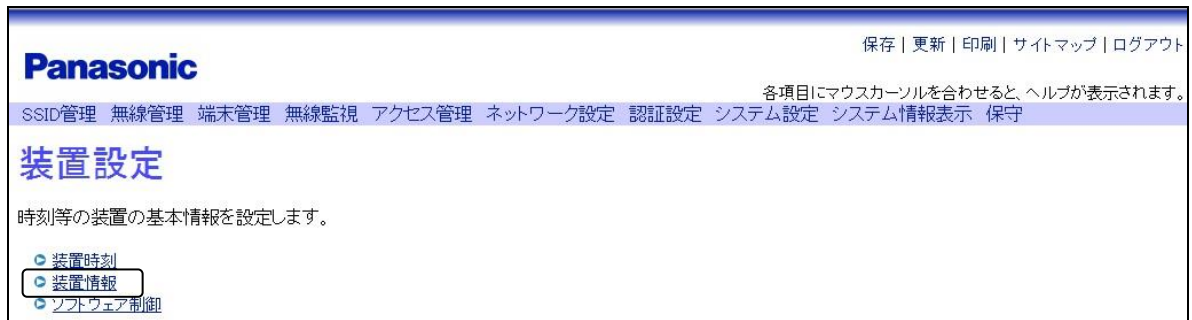 保存 | 更新 | 印刷 | サイトマップ | ログアウト
Panasonic
各項目にマウスカーソルを合わせると、ヘルプが表示されます。
SSID管理 無線管理 端末管理 無線監視 アクセス管理 ネットワーク設定 認証設定 システム設定 システム情報表示 保守
装置設定
時刻等の装置の基本情報を設定します。
装置時刻
装置情報
ソフトウェア制御